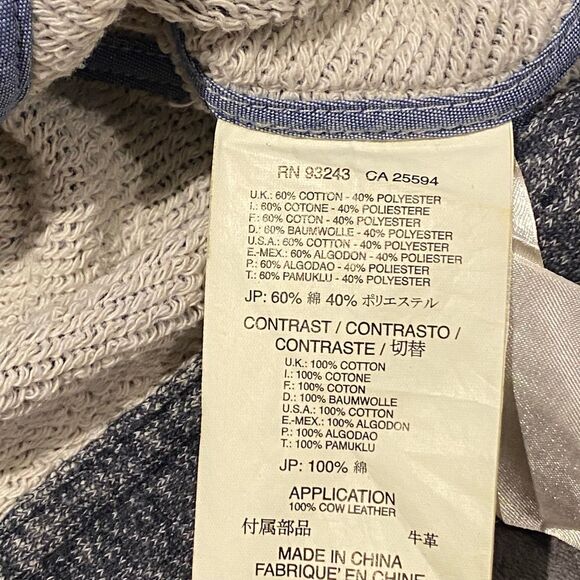 RN 93243 CA 25594
U.K.: 60% COTTON - 40% POLYESTER
I.: 60% COTONE - 40% POLIESTERE
F.: 60% COTON - 40% POLYESTER
D.: 60% BAUMWOLLE - 40% POLYESTER
U.S.A.: 60% COTTON - 40% POLYESTER
E.-MEX.: 60% ALGODON - 40% POLIESTER
P.: 60% ALGODAO - 40% POLIESTER
T.: 60% PAMUKLU - 40% POLYESTER
JP: 60% 綿 40% ポリエステル
CONTRAST / CONTRASTO /
CONTRASTE / 切替
U.K.: 100% COTTON
I.: 100% COTONE
F.: 100% COTON
D.: 100% BAUMWOLLE
U.S.A.: 100% COTTON
E.-MEX.: 100% ALGODON
P.: 100% ALGODAO
T.: 100% PAMUKLU
JP: 100% 綿
APPLICATION
100% COW LEATHER
付属部品 牛革
MADE IN CHINA
FABRIQUE' EN CHINE